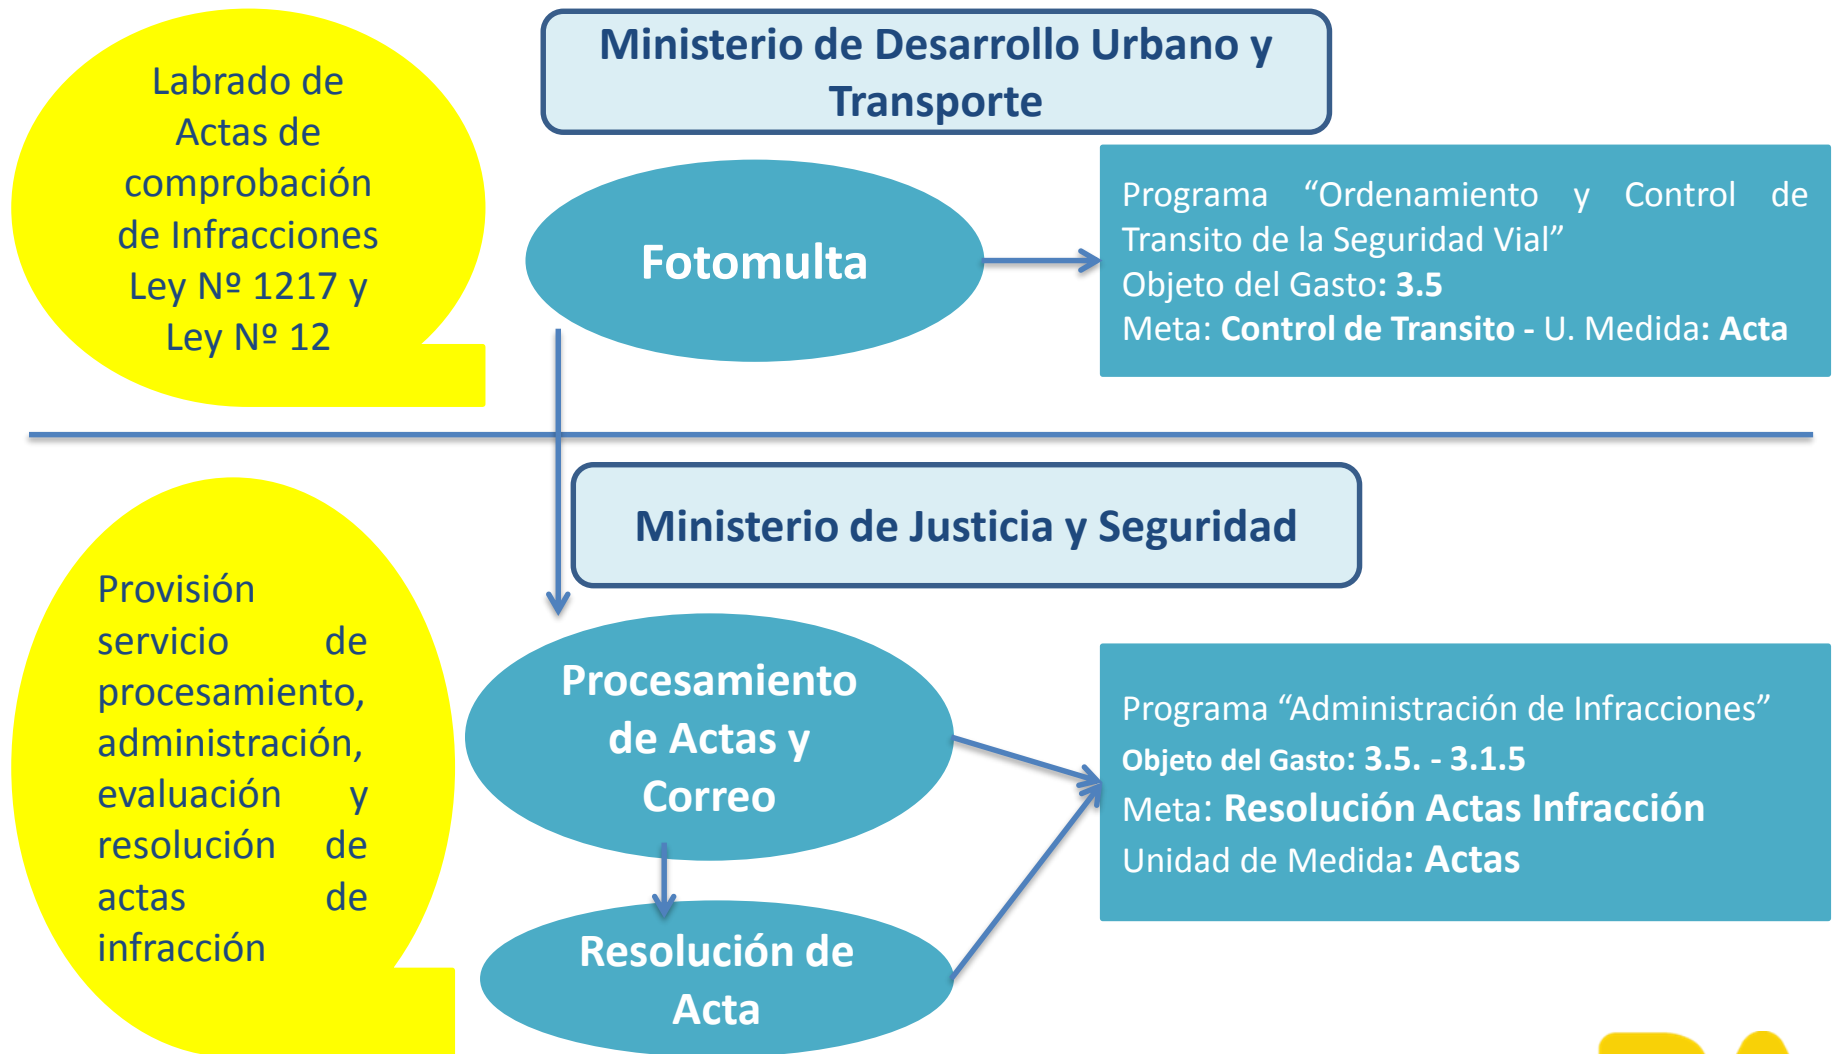 Labrado de
Actas de
comprobación
de Infracciones
Ley Nº 1217 y
Ley Nº 12
Ministerio de Desarrollo Urbano y
Transporte
Fotomulta
Programa “Ordenamiento y Control de
Transito de la Seguridad Vial”
Objeto del Gasto: 3.5
Meta: Control de Transito - U. Medida: Acta
Ministerio de Justicia y Seguridad
Provisión
servicio de
procesamiento,
administración,
evaluación y
resolución de
actas de
infracción
Procesamiento
de Actas y
Correo
Resolución de
Acta
Programa “Administración de Infracciones”
Objeto del Gasto: 3.5. - 3.1.5
Meta: Resolución Actas Infracción
Unidad de Medida: Actas